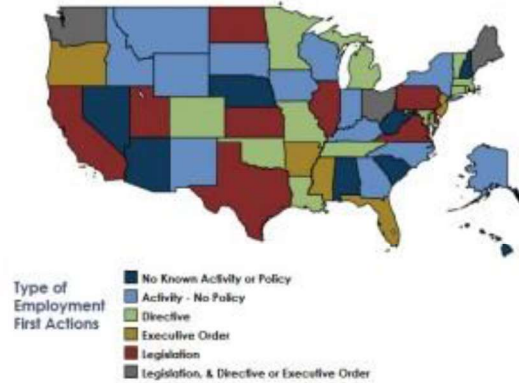 Type of
Employment
First Actions
No Known Activity or Policy
Activity - No Policy
Directive
Executive Order
Legislation
Legislation, & Directive or Executive Order